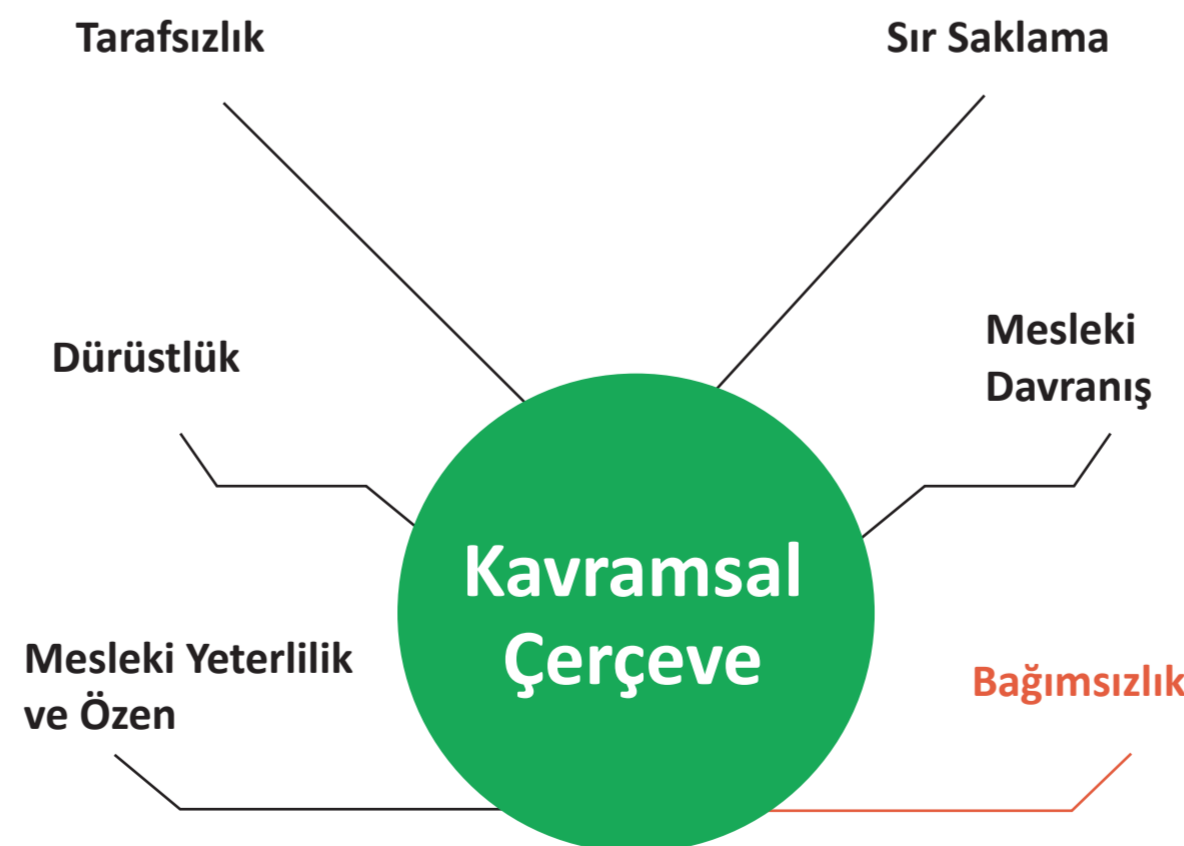 Tarafsızlık
Sır Saklama
Dürüstlük
Mesleki
Davranış
Kavramsal
Çerçeve
Mesleki Yeterlilik
ve Özen
Bağımsızlık